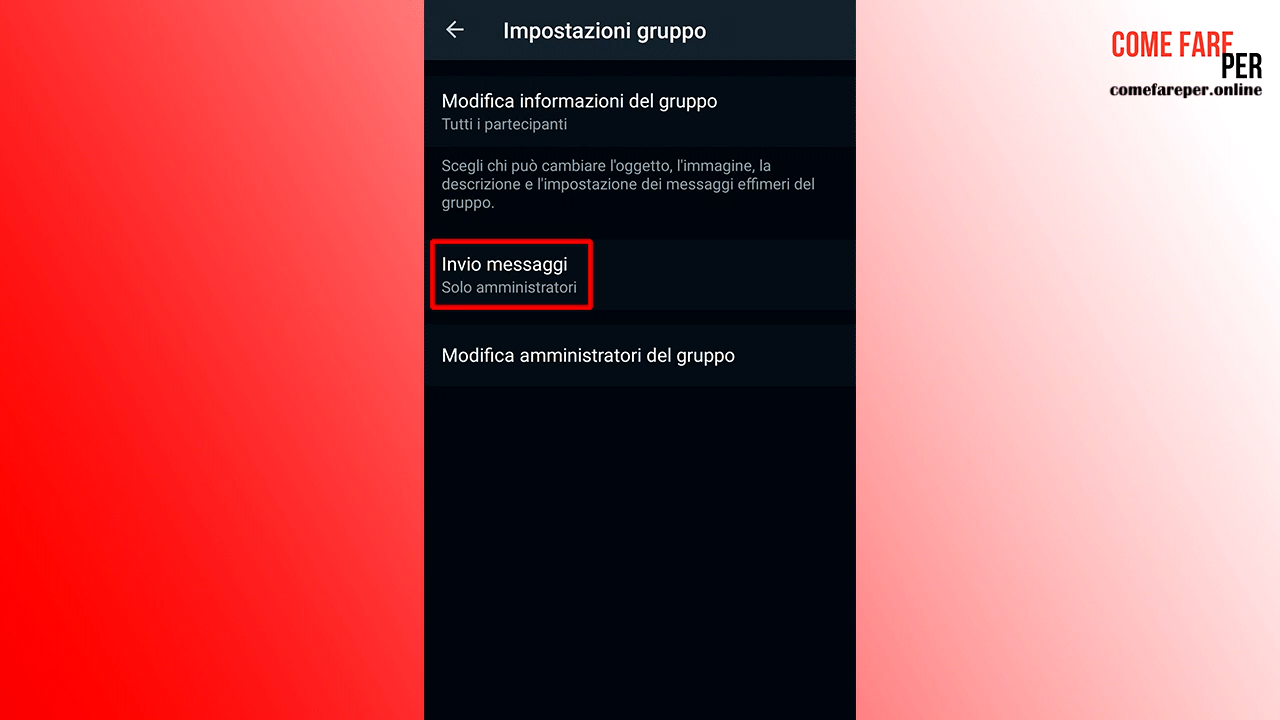 Impostazioni gruppo
COME FARE
PER
comefareper.online
Modifica informazioni del gruppo
Tutti i partecipanti
Scegli chi può cambiare l'oggetto, l'immagine, la
descrizione e l'impostazione dei messaggi effimeri del
gruppo.
Invio messaggi
Solo amministratori
Modifica amministratori del gruppo